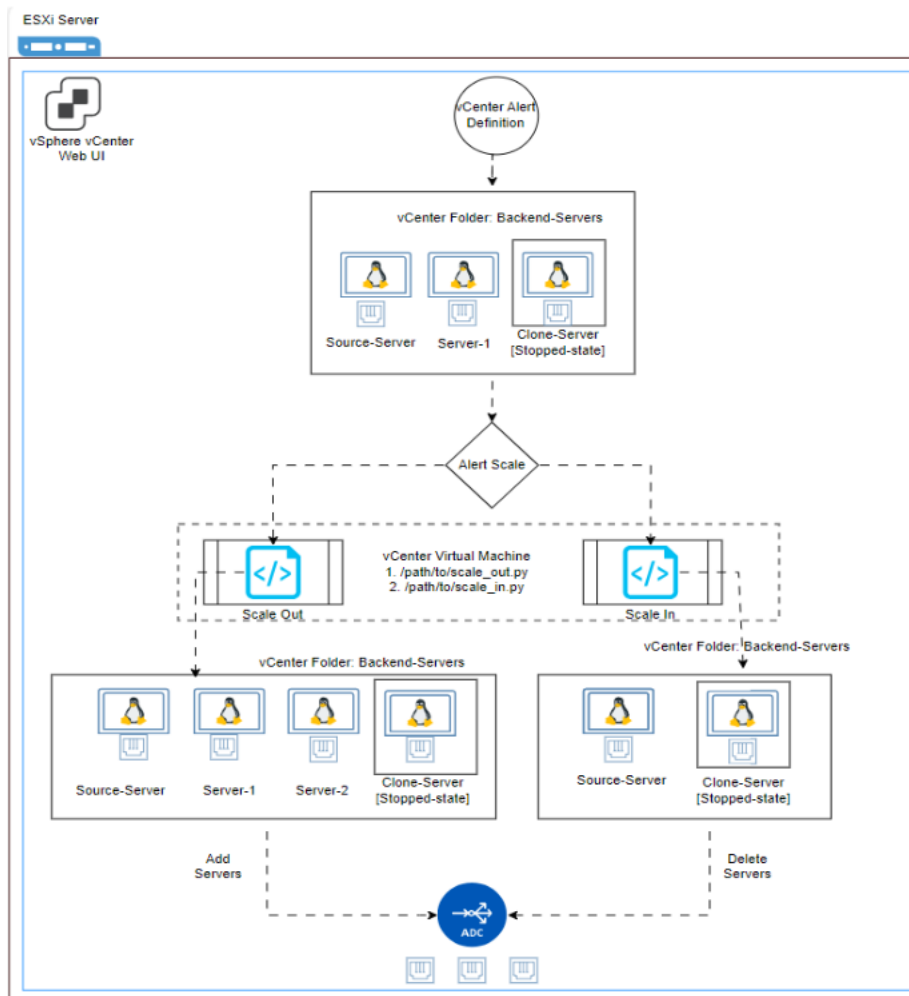 ESXi Server
vSphere vCenter
Web UI
vCenter Alert
Definition
vCenter Folder: Backend-Servers
Source-Server
Server-1
Clone-Server
[Stopped-state]
Alert Scale
vCenter Virtual Machine
1. /path/to/scale_out.py
2. /path/to/scale_in.py
Scale Out
Scale In
vCenter Folder: Backend-Servers
vCenter Folder: Backend-Servers
Source-Server
Server-1
Server-2
Clone-Server
[Stopped-state]
Source-Server
Clone-Server
[Stopped-state]
Add
Servers
Delete
Servers
ADC